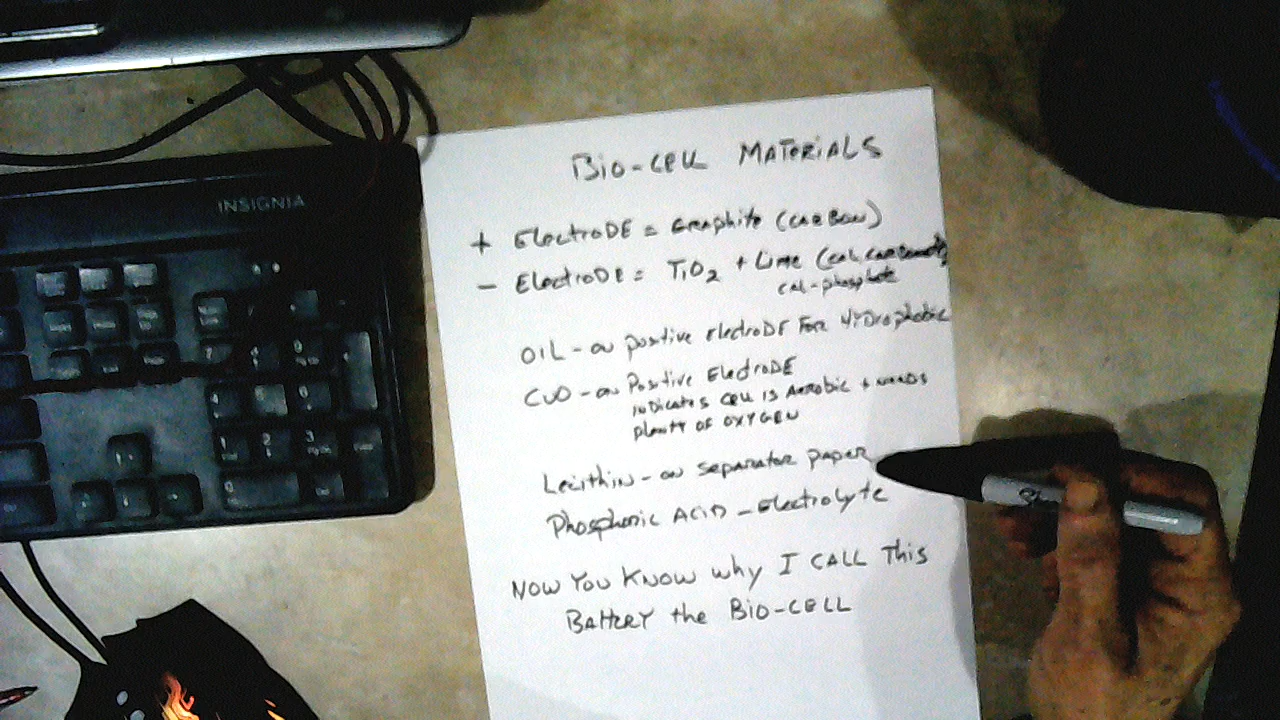 INSIGNIA
BiO-CELL MATERIALS
+ ElectroDE = GRAphite (CARBON)
- ElectroDE = TiO2 + Lime (CAL CARBONATE)
CAL-phosphate
OIL - ON positive electroDE FOR HYDrophobic
CUO - ON Positive ElectroDE
INDicAtes CELL is AeRobic + NEEDS
PLENTY OF OXYGEN
Lecithin - ON SEPARATOR PAPER
Phosphoric ACiD - Electrolyte
NOW YOU KNOW why I CALL This
BAttERY the BiO-CELL